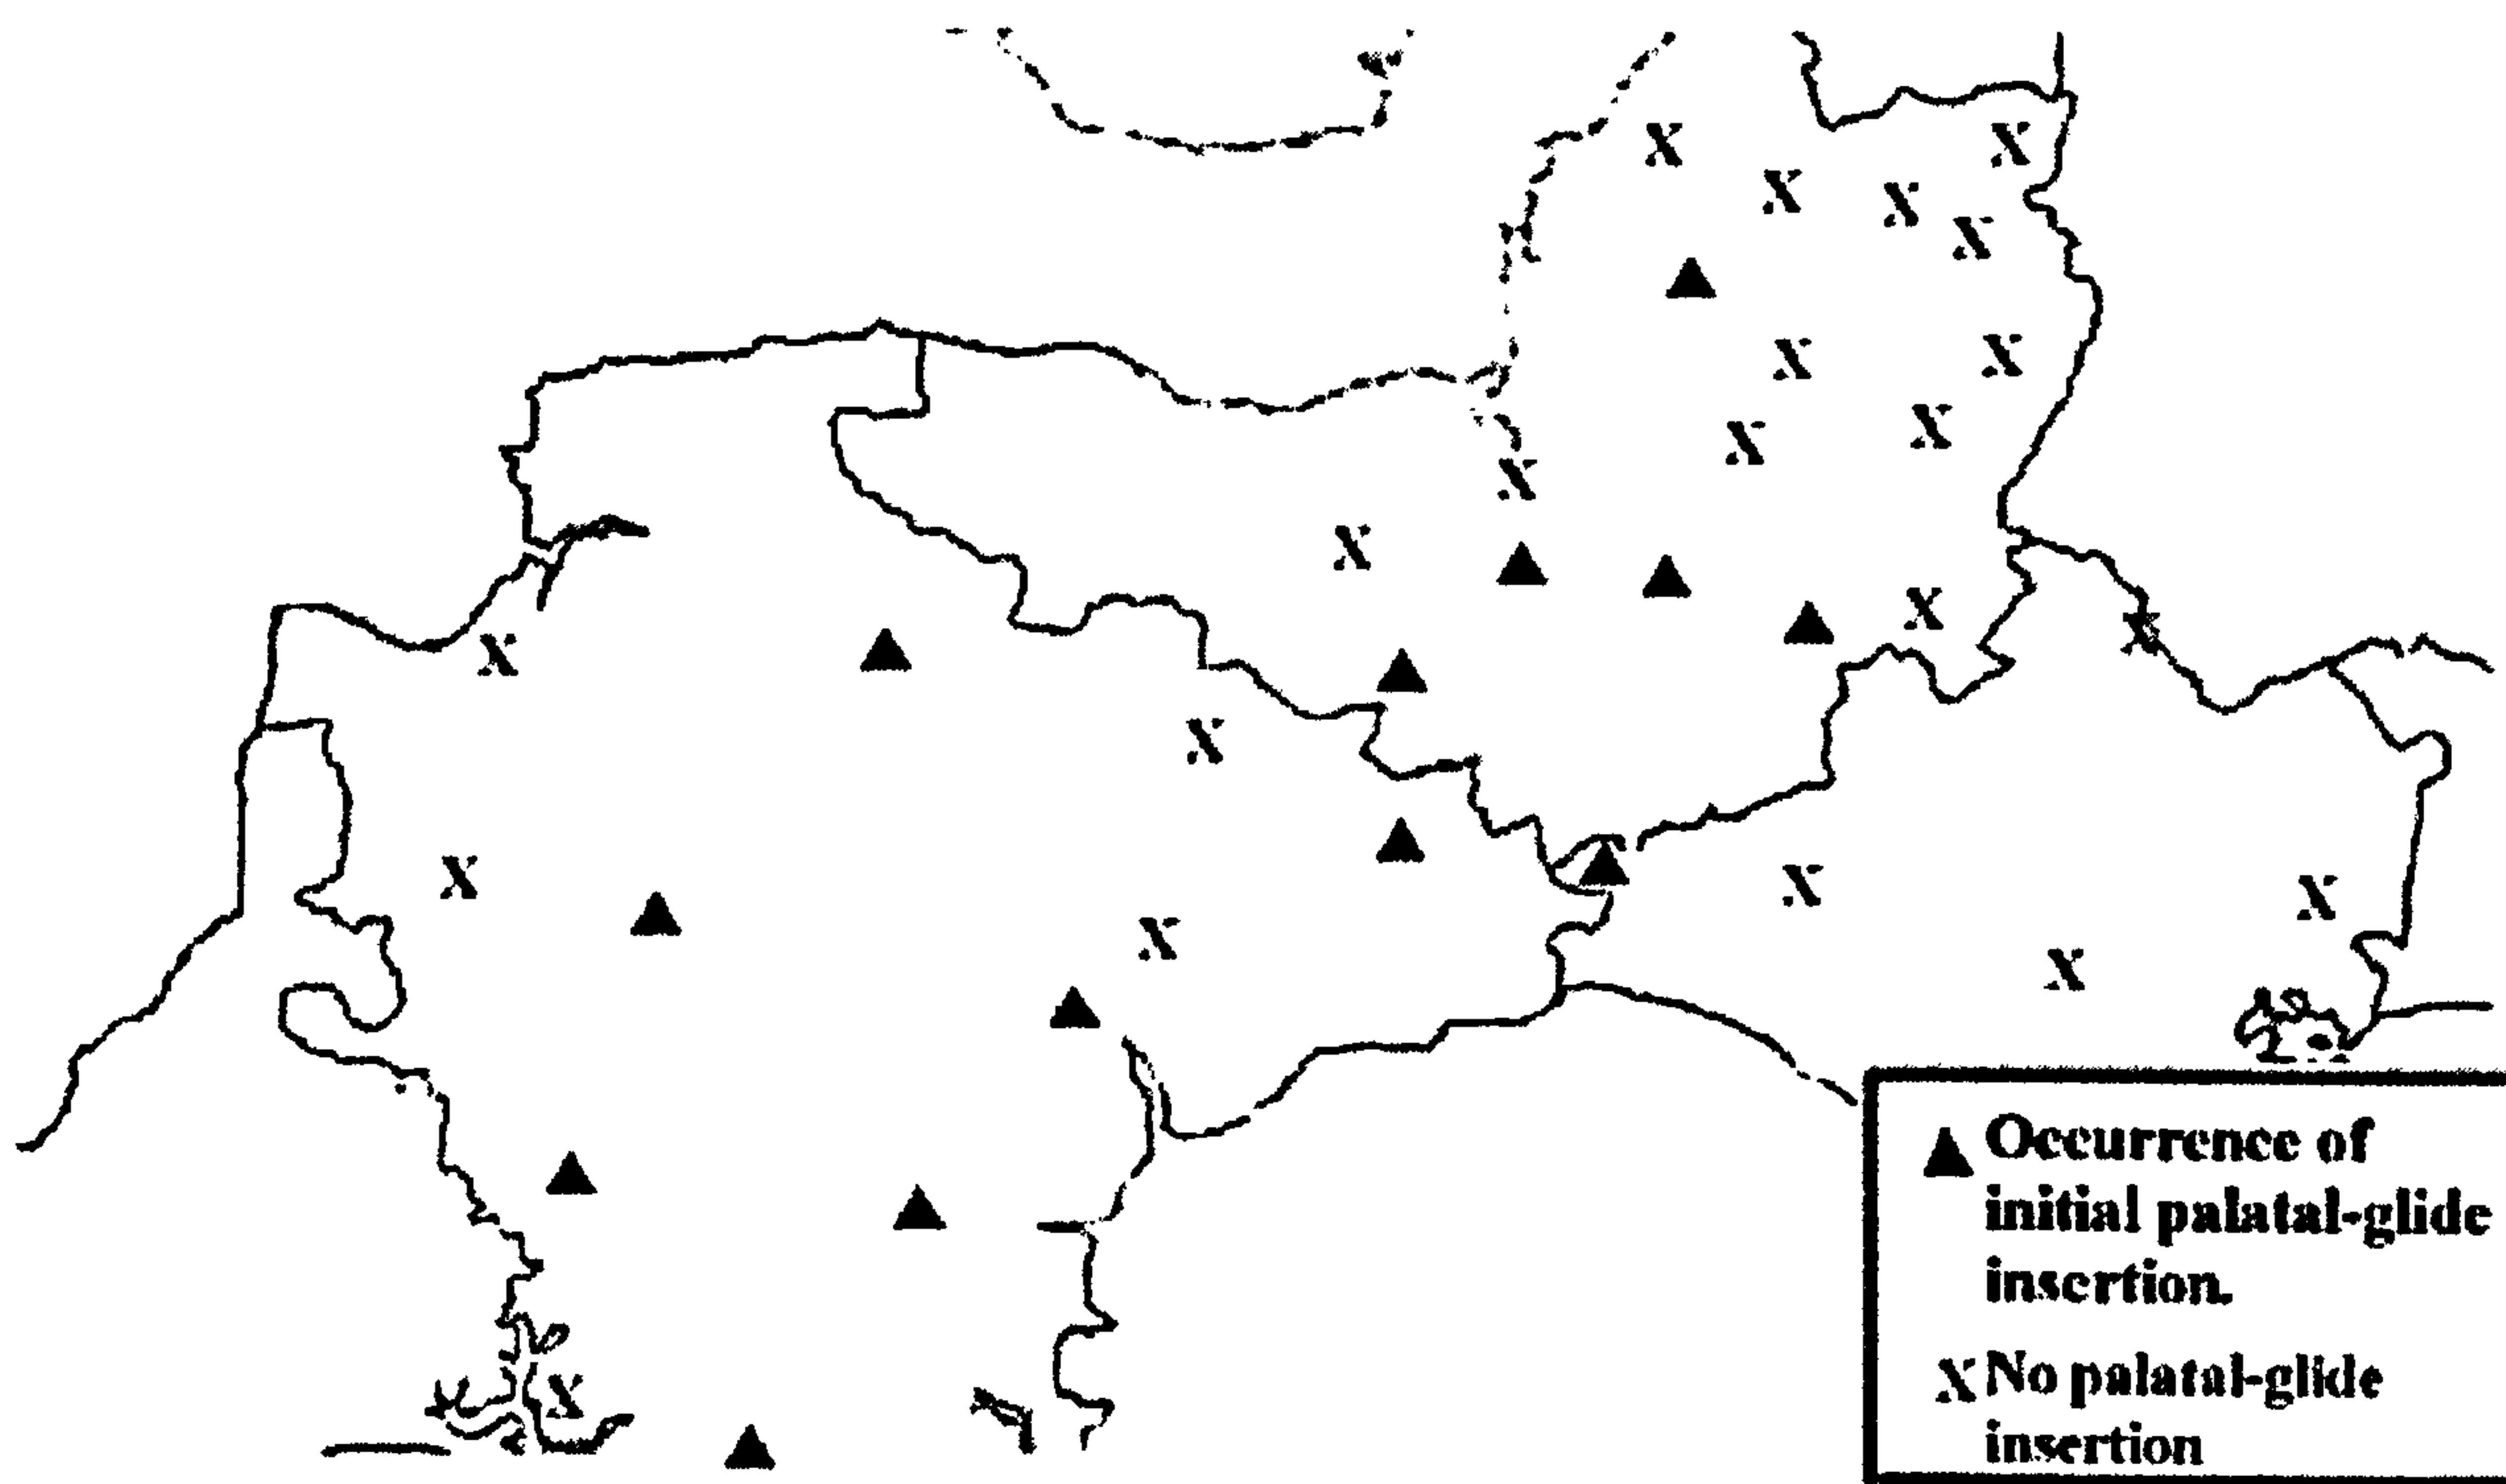 Occurrence of
initial palatal-glide
insertion.
x No palatal-glide
insertion